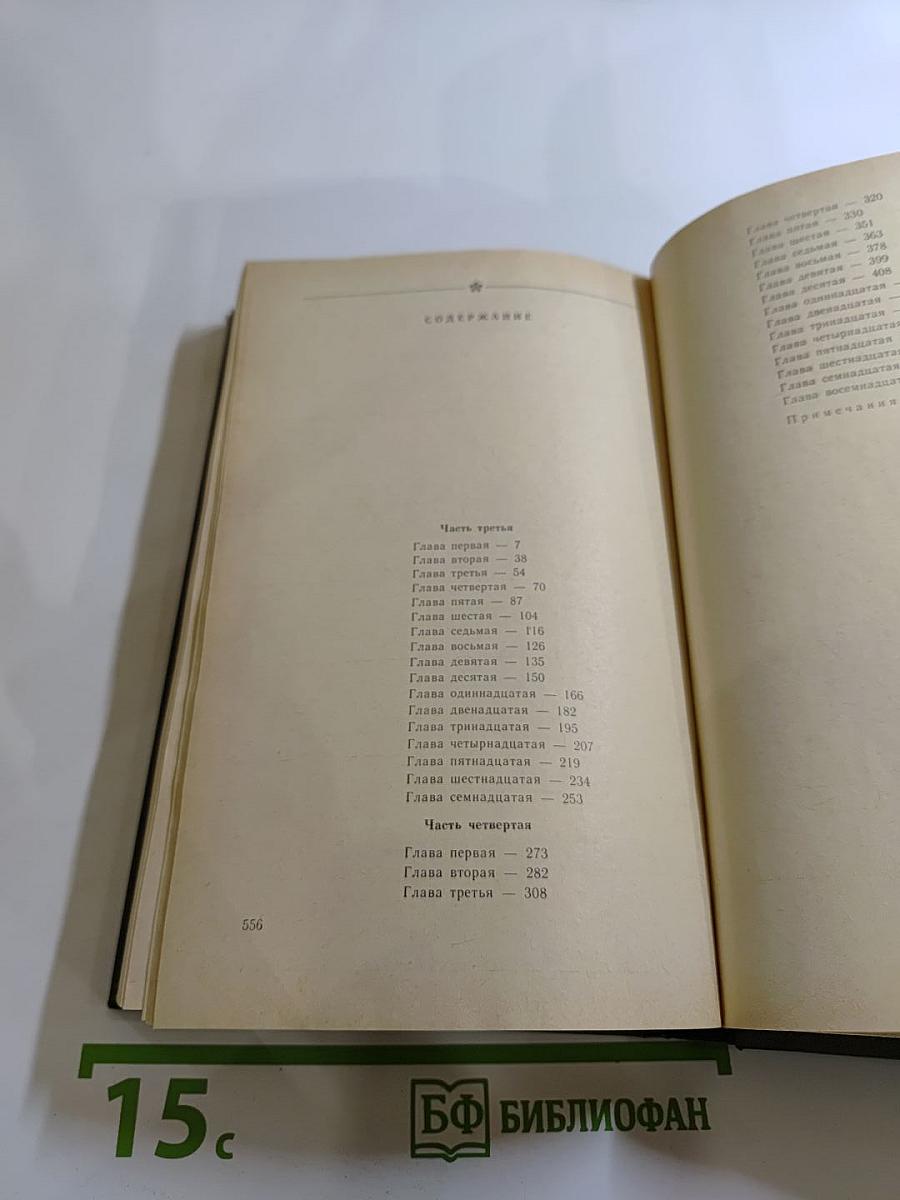 СОДЕРЖАНИЕ
Часть третья
Глава первая — 7
Глава вторая — 38
Глава третья — 54
Глава четвертая — 70
Глава пятая — 87
Глава шестая — 104
Глава седьмая — 116
Глава восьмая — 126
Глава девятая — 135
Глава десятая — 150
Глава одиннадцатая — 166
Глава двенадцатая — 182
Глава тринадцатая — 195
Глава четырнадцатая — 207
Глава пятнадцатая — 219
Глава шестнадцатая — 234
Глава семнадцатая — 253
Часть четвертая
Глава первая — 273
Глава вторая — 282
Глава третья — 308
556
Глава четвертая — 320
Глава пятая — 330
Глава шестая — 351
Глава седьмая — 363
Глава восьмая — 378
Глава девятая — 399
Глава десятая — 408
Глава одиннадцатая —
Глава двенадцатая —
Глава тринадцатая —
Глава четырнадцатая
Глава пятнадцатая
Глава шестнадцатая
Глава семнадцатая
Глава восемнадцат
Примечания
15 с
БФ БИБЛИОФАН